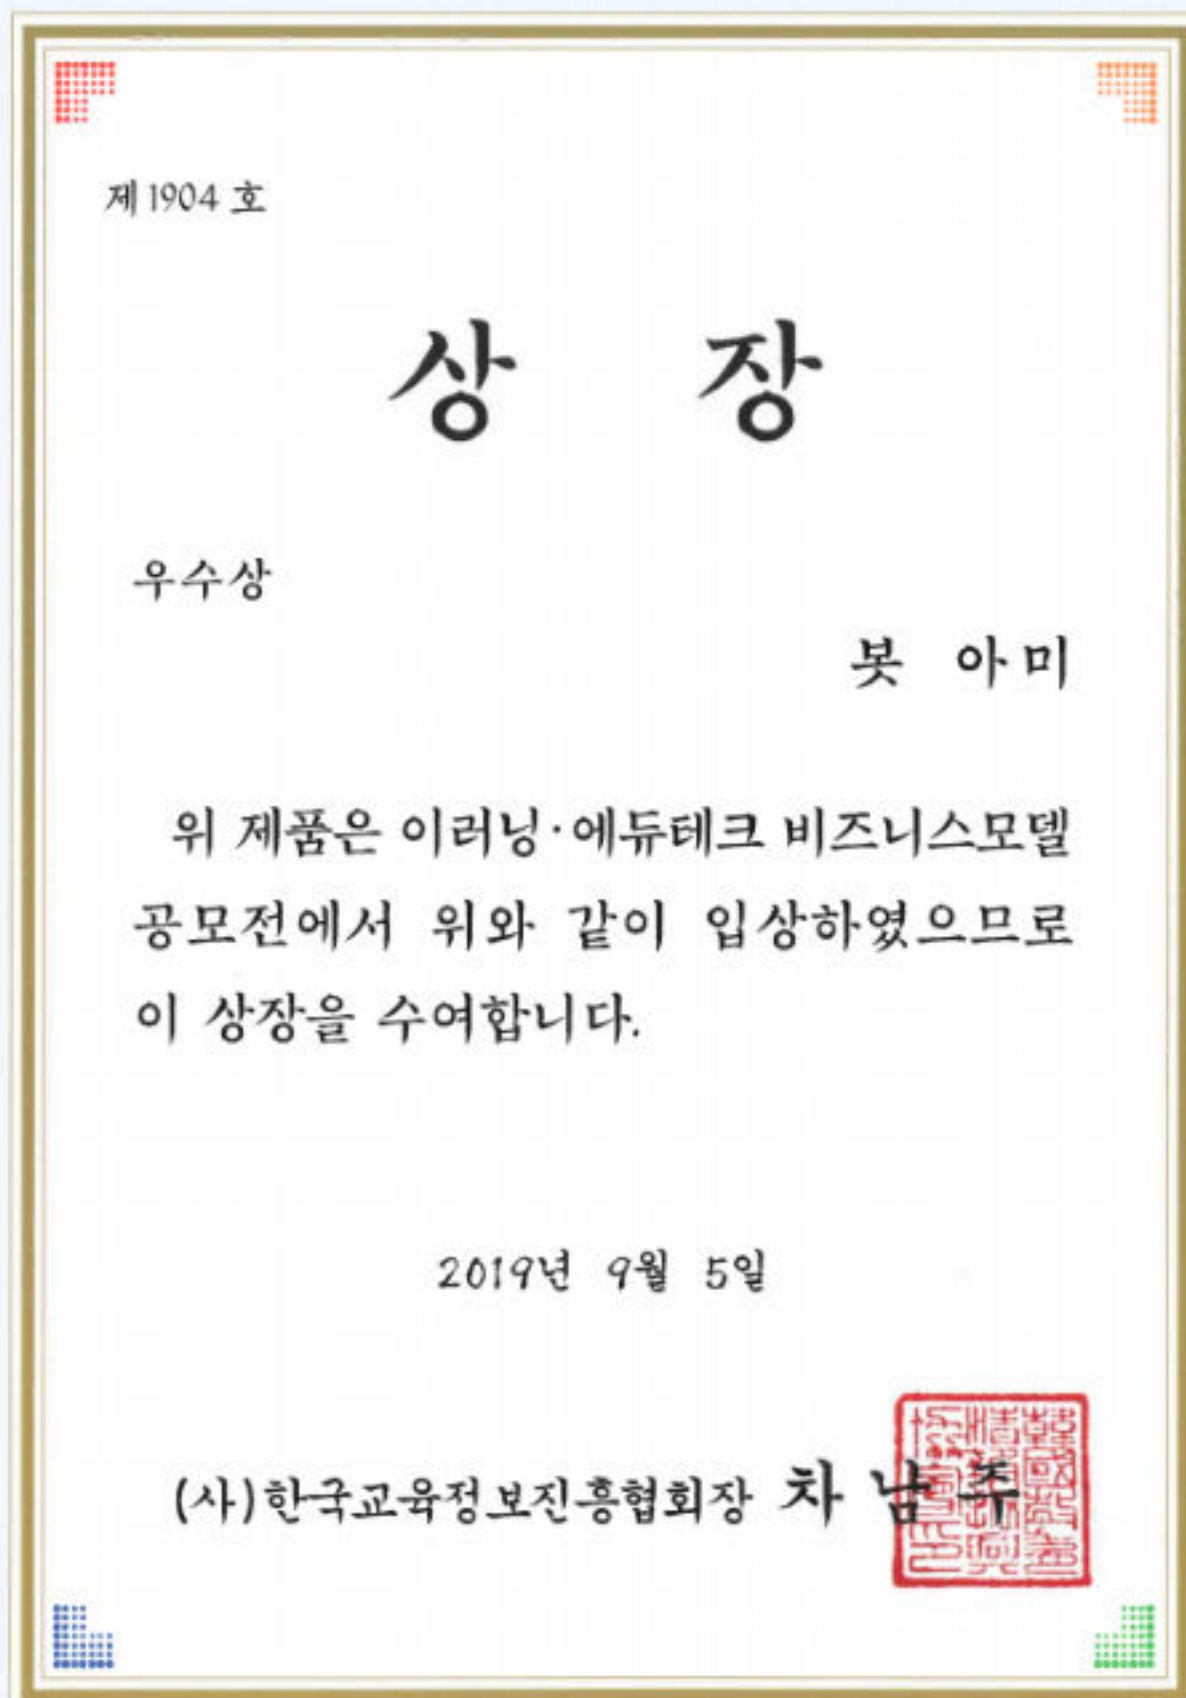 제 1904 호
상 장
우수상
봇 아미
위 제품은 이러닝·에듀테크 비즈니스모델
공모전에서 위와 같이 입상하였으므로
이 상장을 수여합니다.
2019년 9월 5일
(사)한국교육정보진흥협회장 차 남 주